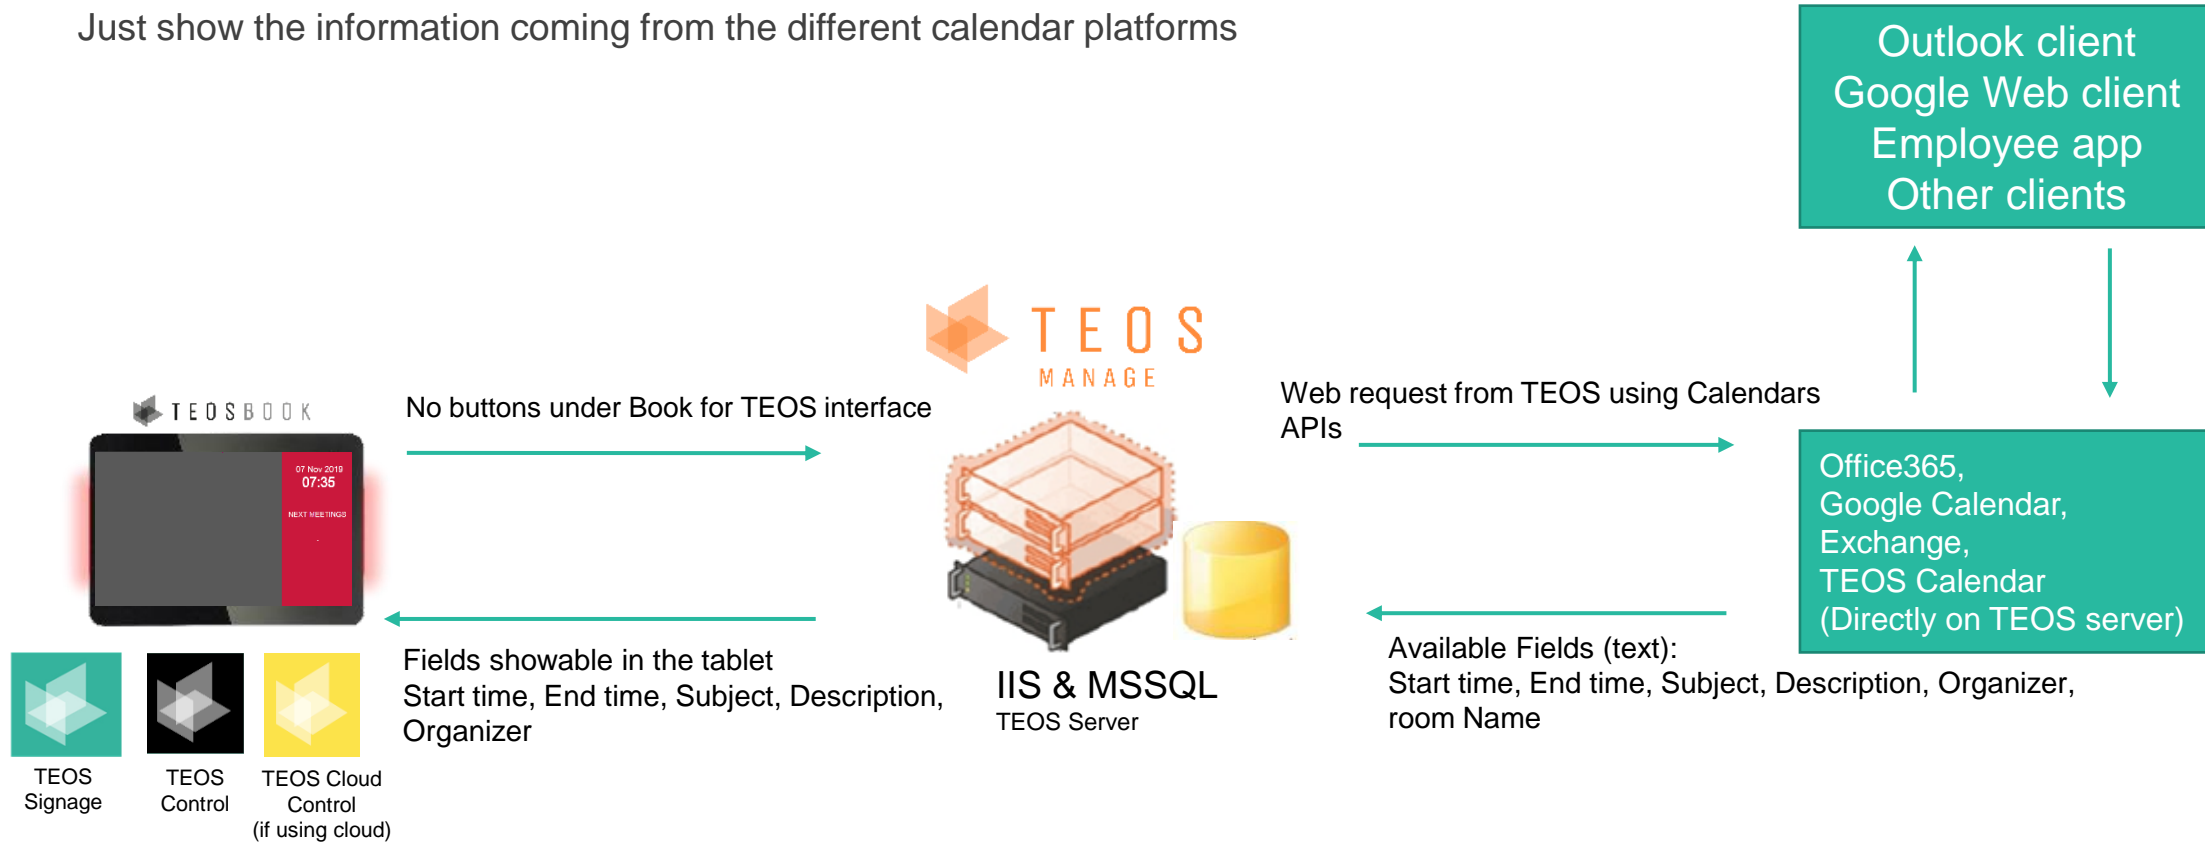 Just show the information coming from the different calendar platforms
Outlook client
Google Web client
Employee app
Other clients
TEOS
MANAGE
TEOSBOOK
No buttons under Book for TEOS interface
Web request from TEOS using Calendars
APIs
07 Nov 2019
07:35
NEXT MEETINGS
-
Office365,
Google Calendar,
Exchange,
TEOS Calendar
(Directly on TEOS server)
Fields showable in the tablet
Start time, End time, Subject, Description,
Organizer
IIS & MSSQL
TEOS Server
Available Fields (text):
Start time, End time, Subject, Description, Organizer,
room Name
TEOS
Signage
TEOS
Control
TEOS Cloud
Control
(if using cloud)